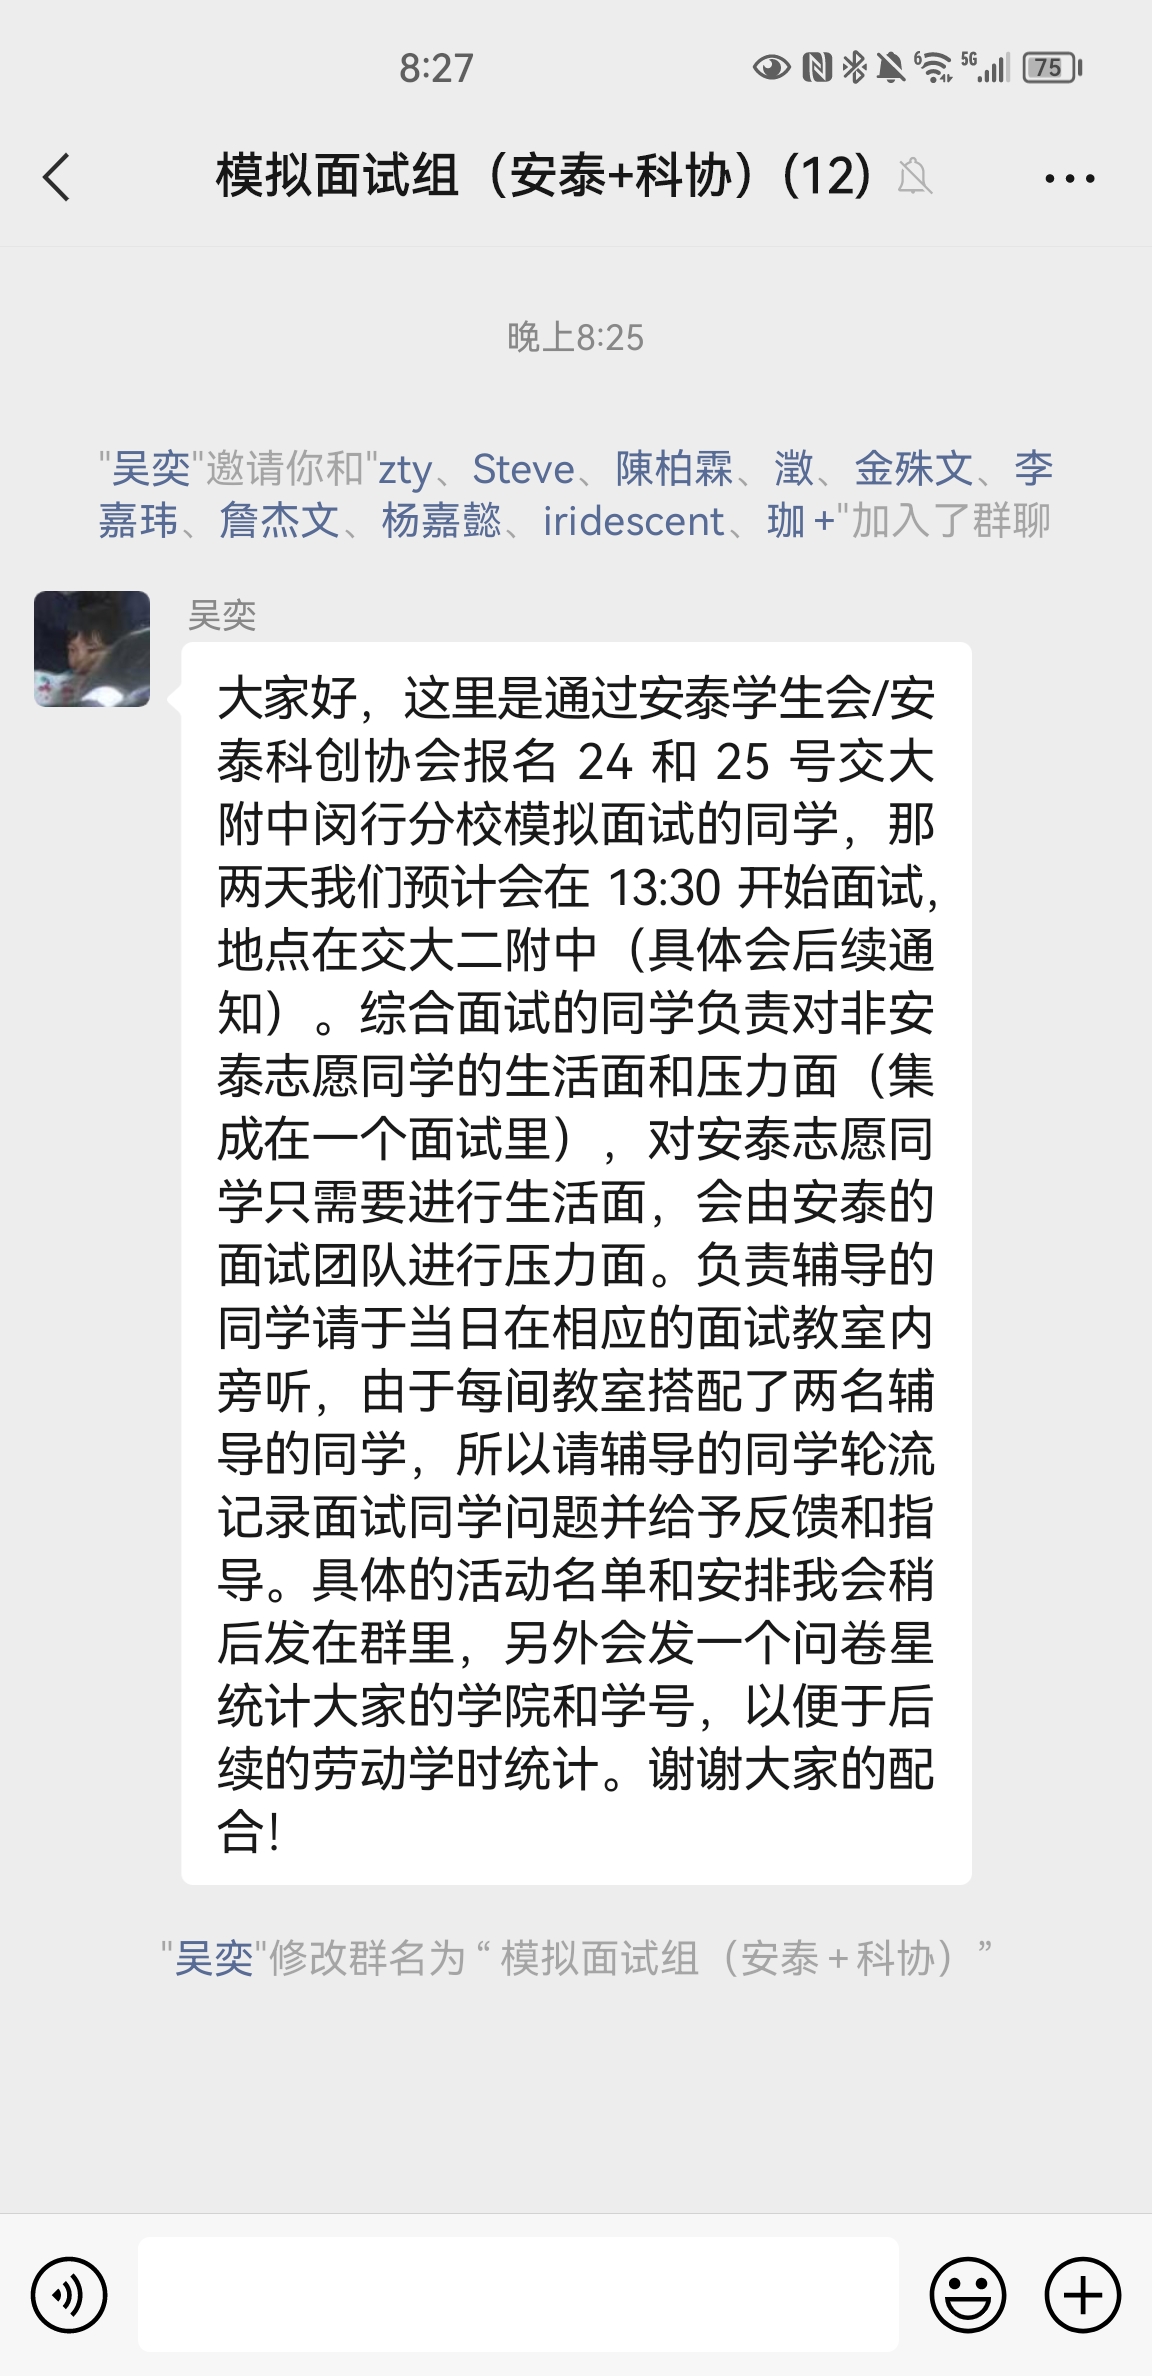 8:27
6 5G 75
模拟面试组（安泰+科协）(12)
晚上8:25
"吴奕"邀请你和"zty、Steve、陳柏霖、澂、金殊文、李
嘉玮、詹杰文、杨嘉懿、iridescent、珈+"加入了群聊
吴奕
大家好，这里是通过安泰学生会/安
泰科创协会报名 24 和 25 号交大
附中闵行分校模拟面试的同学，那
两天我们预计会在 13:30 开始面试，
地点在交大二附中（具体会后续通
知）。综合面试的同学负责对非安
泰志愿同学的生活面和压力面（集
成在一个面试里），对安泰志愿同
学只需要进行生活面，会由安泰的
面试团队进行压力面。负责辅导的
同学请于当日在相应的面试教室内
旁听，由于每间教室搭配了两名辅
导的同学，所以请辅导的同学轮流
记录面试同学问题并给予反馈和指
导。具体的活动名单和安排我会稍
后发在群里，另外会发一个问卷星
统计大家的学院和学号，以便于后
续的劳动学时统计。谢谢大家的配
合！
"吴奕"修改群名为“模拟面试组（安泰+科协）”